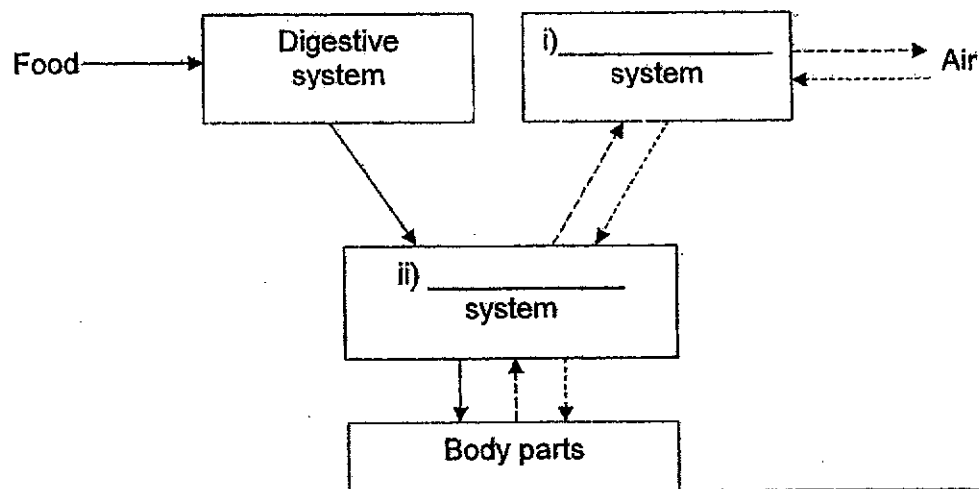 Food
Digestive
system
i)____________
system
Air
ii)____________
system
Body parts